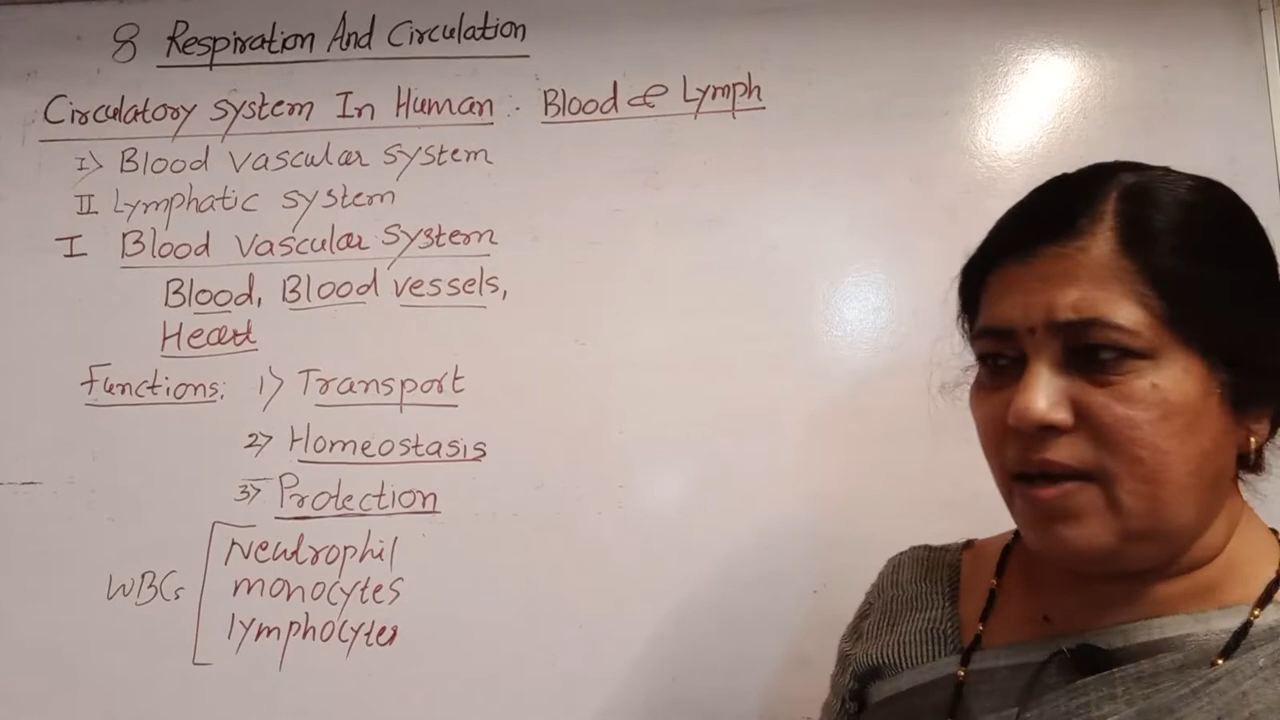 8 Respiration And Circulation
Circulatory system In Human : Blood & Lymph
I) Blood vascular system
II Lymphatic system
I Blood Vascular System
Blood, Blood vessels,
Heart
Functions: 1) Transport
2) Homeostasis
3) Protection
Neutrophil
WBCs monocytes
lymphocytes